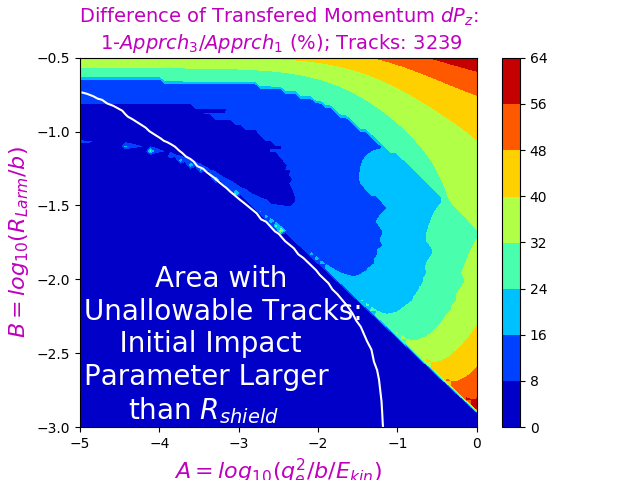 Difference of Transfered Momentum dP_z:
1-Apprch_3/Apprch_1 (%); Tracks: 3239
B = log_10(R_Larm/b)
−0.5
−1.0
−1.5
−2.0
−2.5
−3.0
Area with
Unallowable Tracks:
Initial Impact
Parameter Larger
than R_shield
−5 −4 −3 −2 −1 0
A = log_10(q_e^2/b/E_kin)
64
56
48
40
32
24
16
8
0